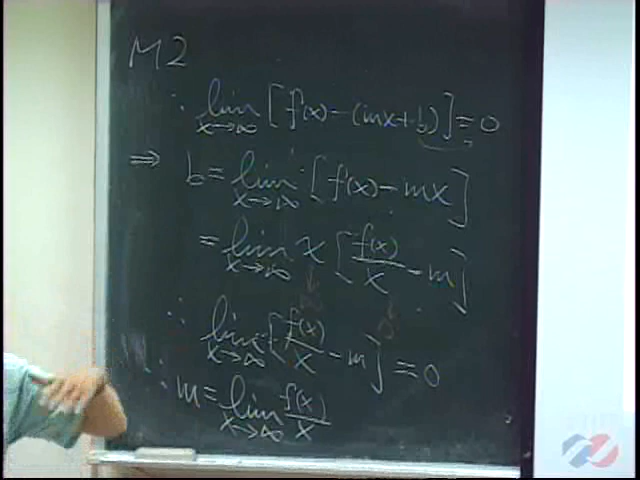 M2
∵ lim x→∞ [f(x) - (mx+b)] = 0
⇒ b = lim x→∞ [f(x) - mx]
= lim x→∞ x [f(x)/x - m]
∴ lim x→∞ [f(x)/x - m] = 0
∴ m = lim x→∞ f(x)/x